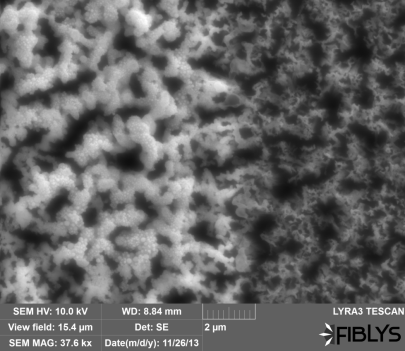 SEM HV: 10.0 kV WD: 8.84 mm LYRA3 TESCAN
View field: 15.4 µm Det: SE 2 µm
SEM MAG: 37.6 kx Date(m/d/y): 11/26/13 FIBLYS